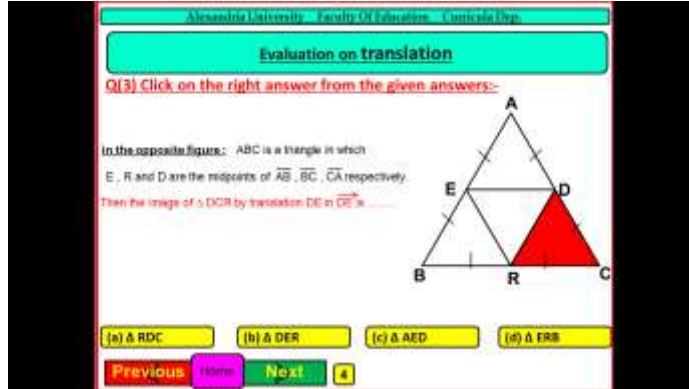 Alexandria University Faculty Of Education Curricula Dep.
Evaluation on translation
Q(3) Click on the right answer from the given answers:-
A
in the opposite figure : ABC is a triangle in which
E , R and D are the midpoints of AB , BC , CA respectively.
Then the image of △ DCR by translation DE in DE is ..........
E
D
B
R
C
(a) Δ RDC
(b) Δ DER
(c) Δ AED
(d) Δ ERB
Previous
Home
Next
4